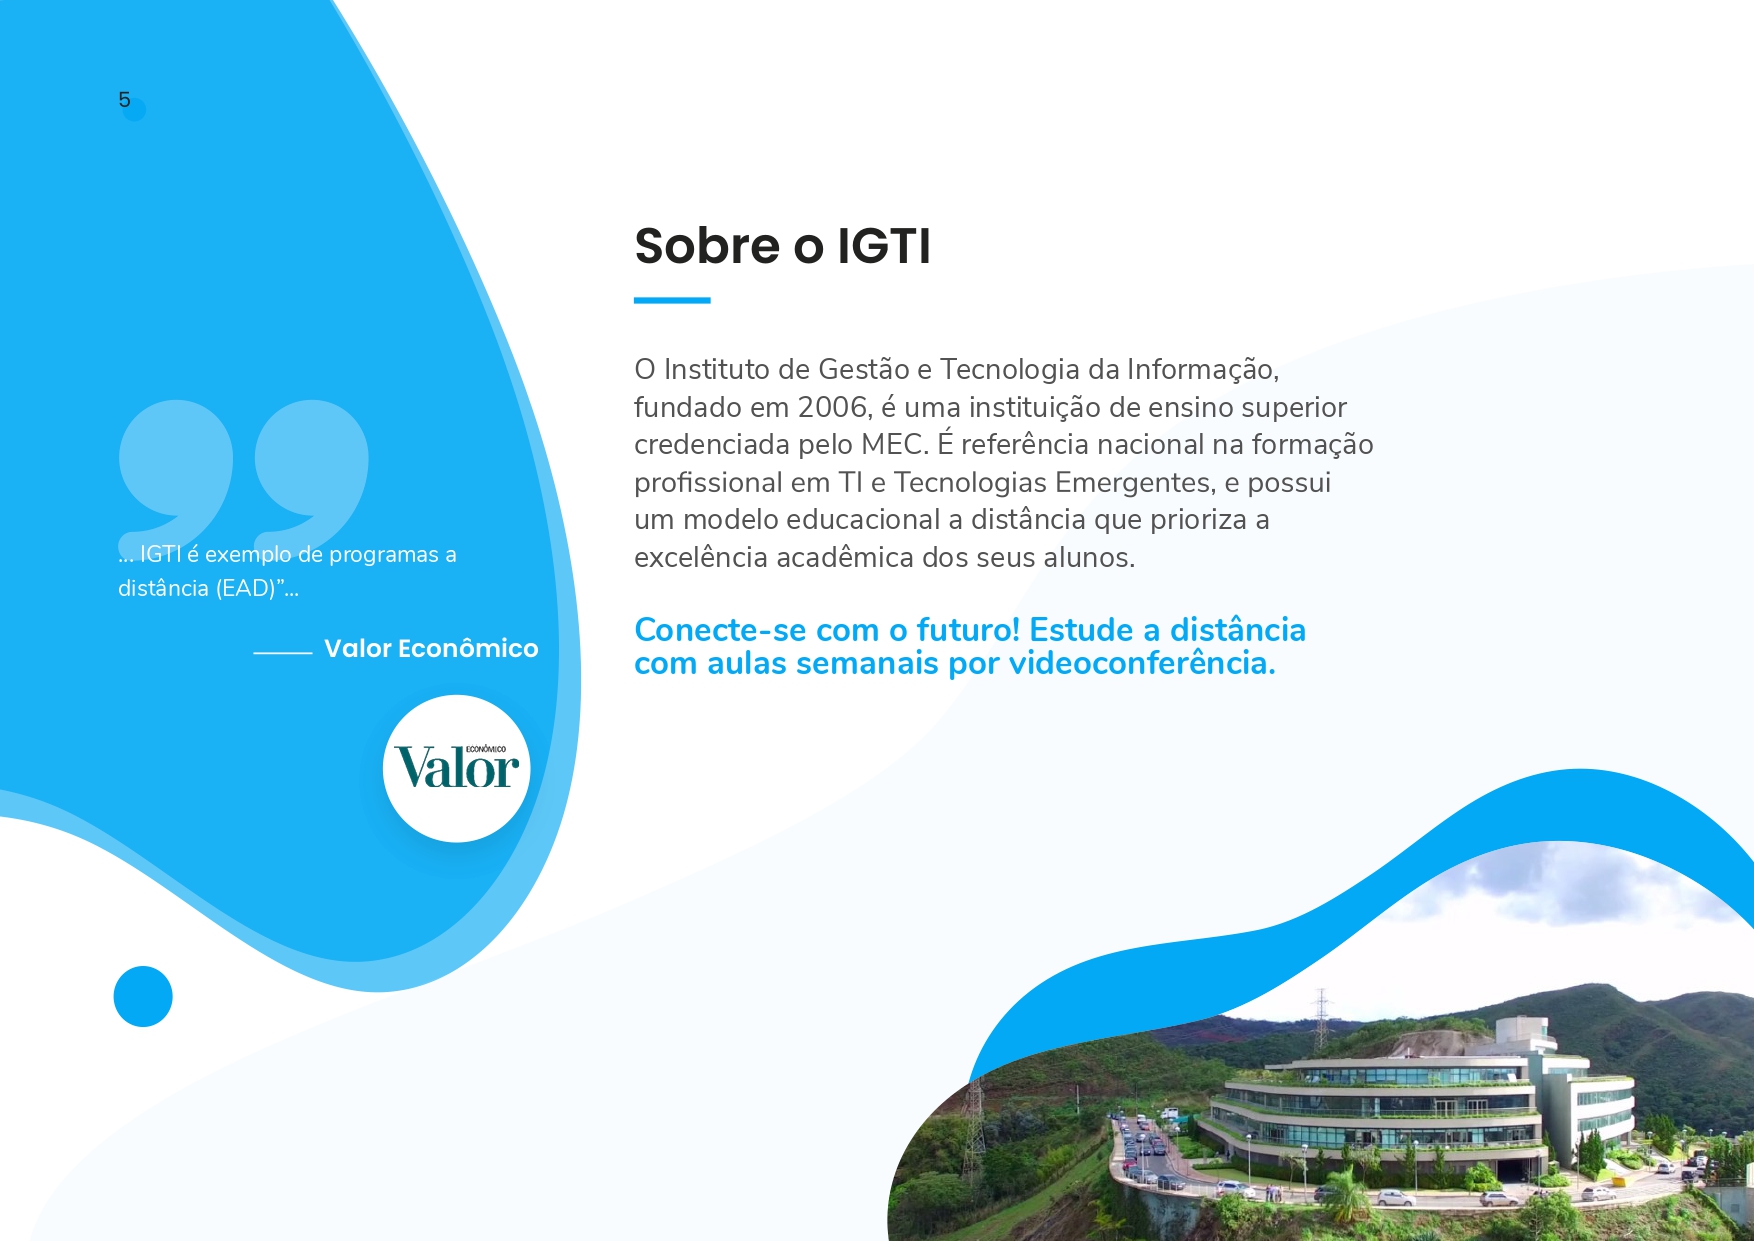 5
… IGTI é exemplo de programas a
distância (EAD)”…
Valor Econômico
ECONÔMICO
Valor
Sobre o IGTI
O Instituto de Gestão e Tecnologia da Informação,
fundado em 2006, é uma instituição de ensino superior
credenciada pelo MEC. É referência nacional na formação
profissional em TI e Tecnologias Emergentes, e possui
um modelo educacional a distância que prioriza a
excelência acadêmica dos seus alunos.
Conecte-se com o futuro! Estude a distância
com aulas semanais por videoconferência.